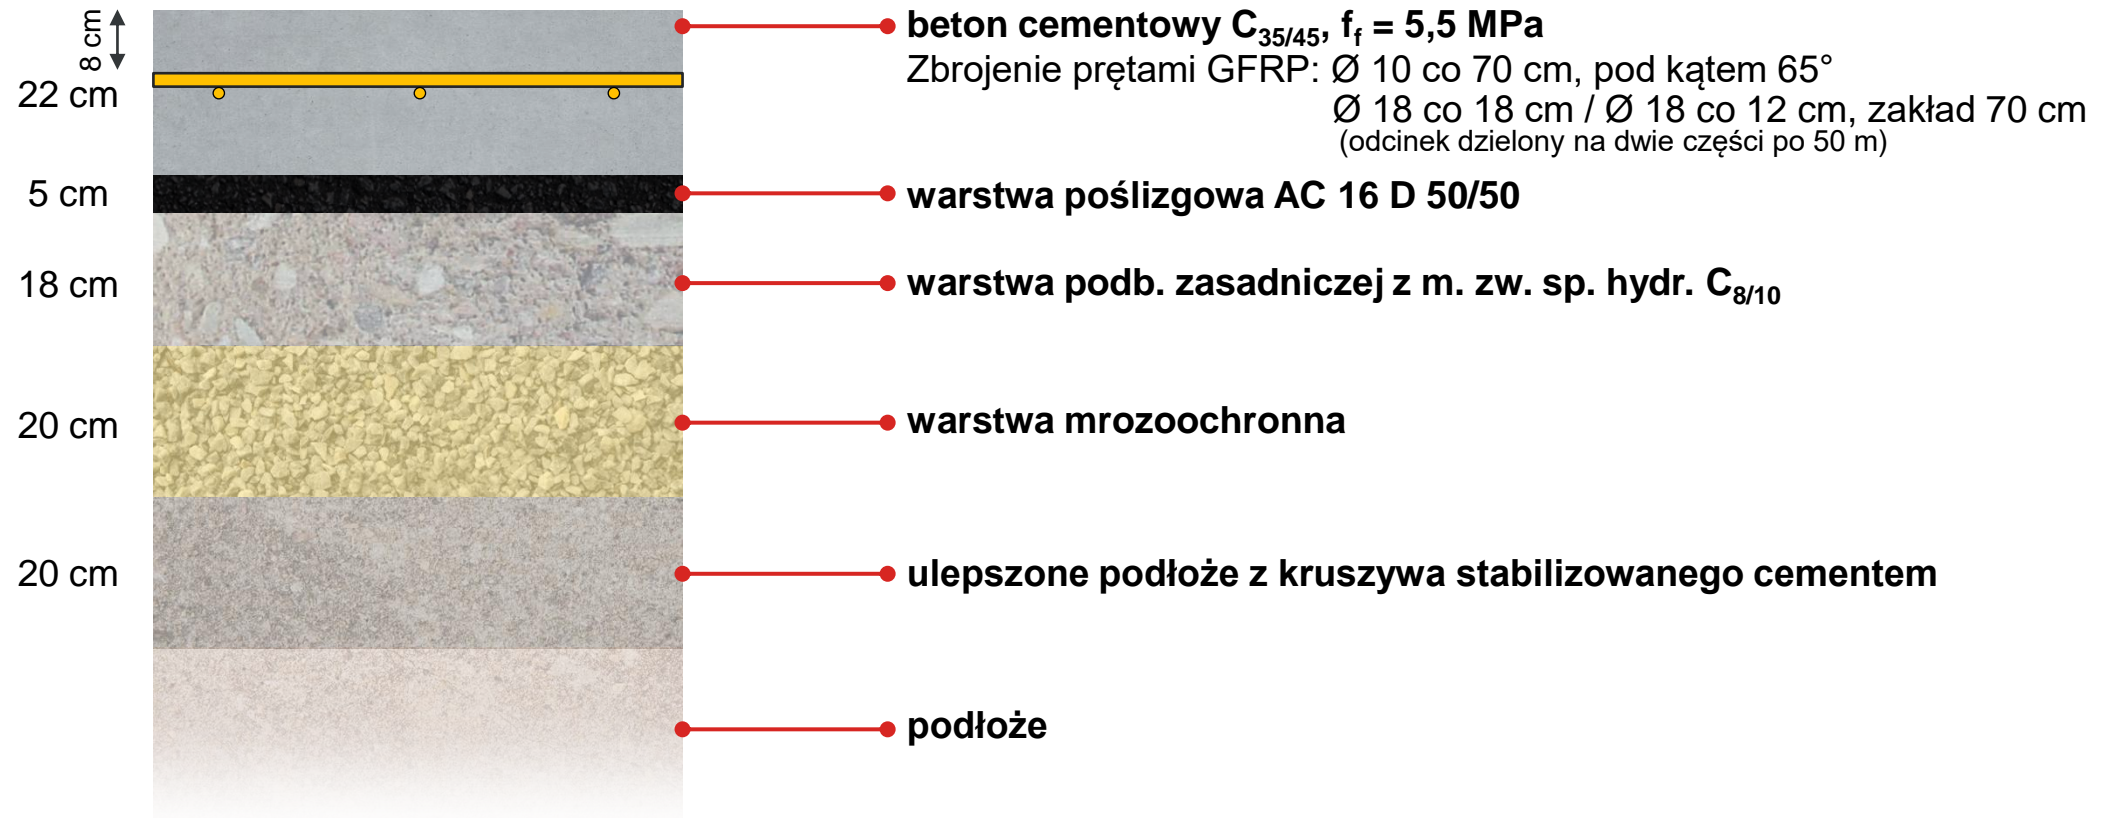 8 cm
beton cementowy C35/45, ff = 5,5 MPa
Zbrojenie prętami GFRP: Ø 10 co 70 cm, pod kątem 65°
22 cm
Ø 18 co 18 cm / Ø 18 co 12 cm, zakład 70 cm
(odcinek dzielony na dwie części po 50 m)
5 cm
warstwa poślizgowa AC 16 D 50/50
18 cm
warstwa podb. zasadniczej z m. zw. sp. hydr. C8/10
20 cm
warstwa mrozoochronna
20 cm
ulepszone podłoże z kruszywa stabilizowanego cementem
podłoże